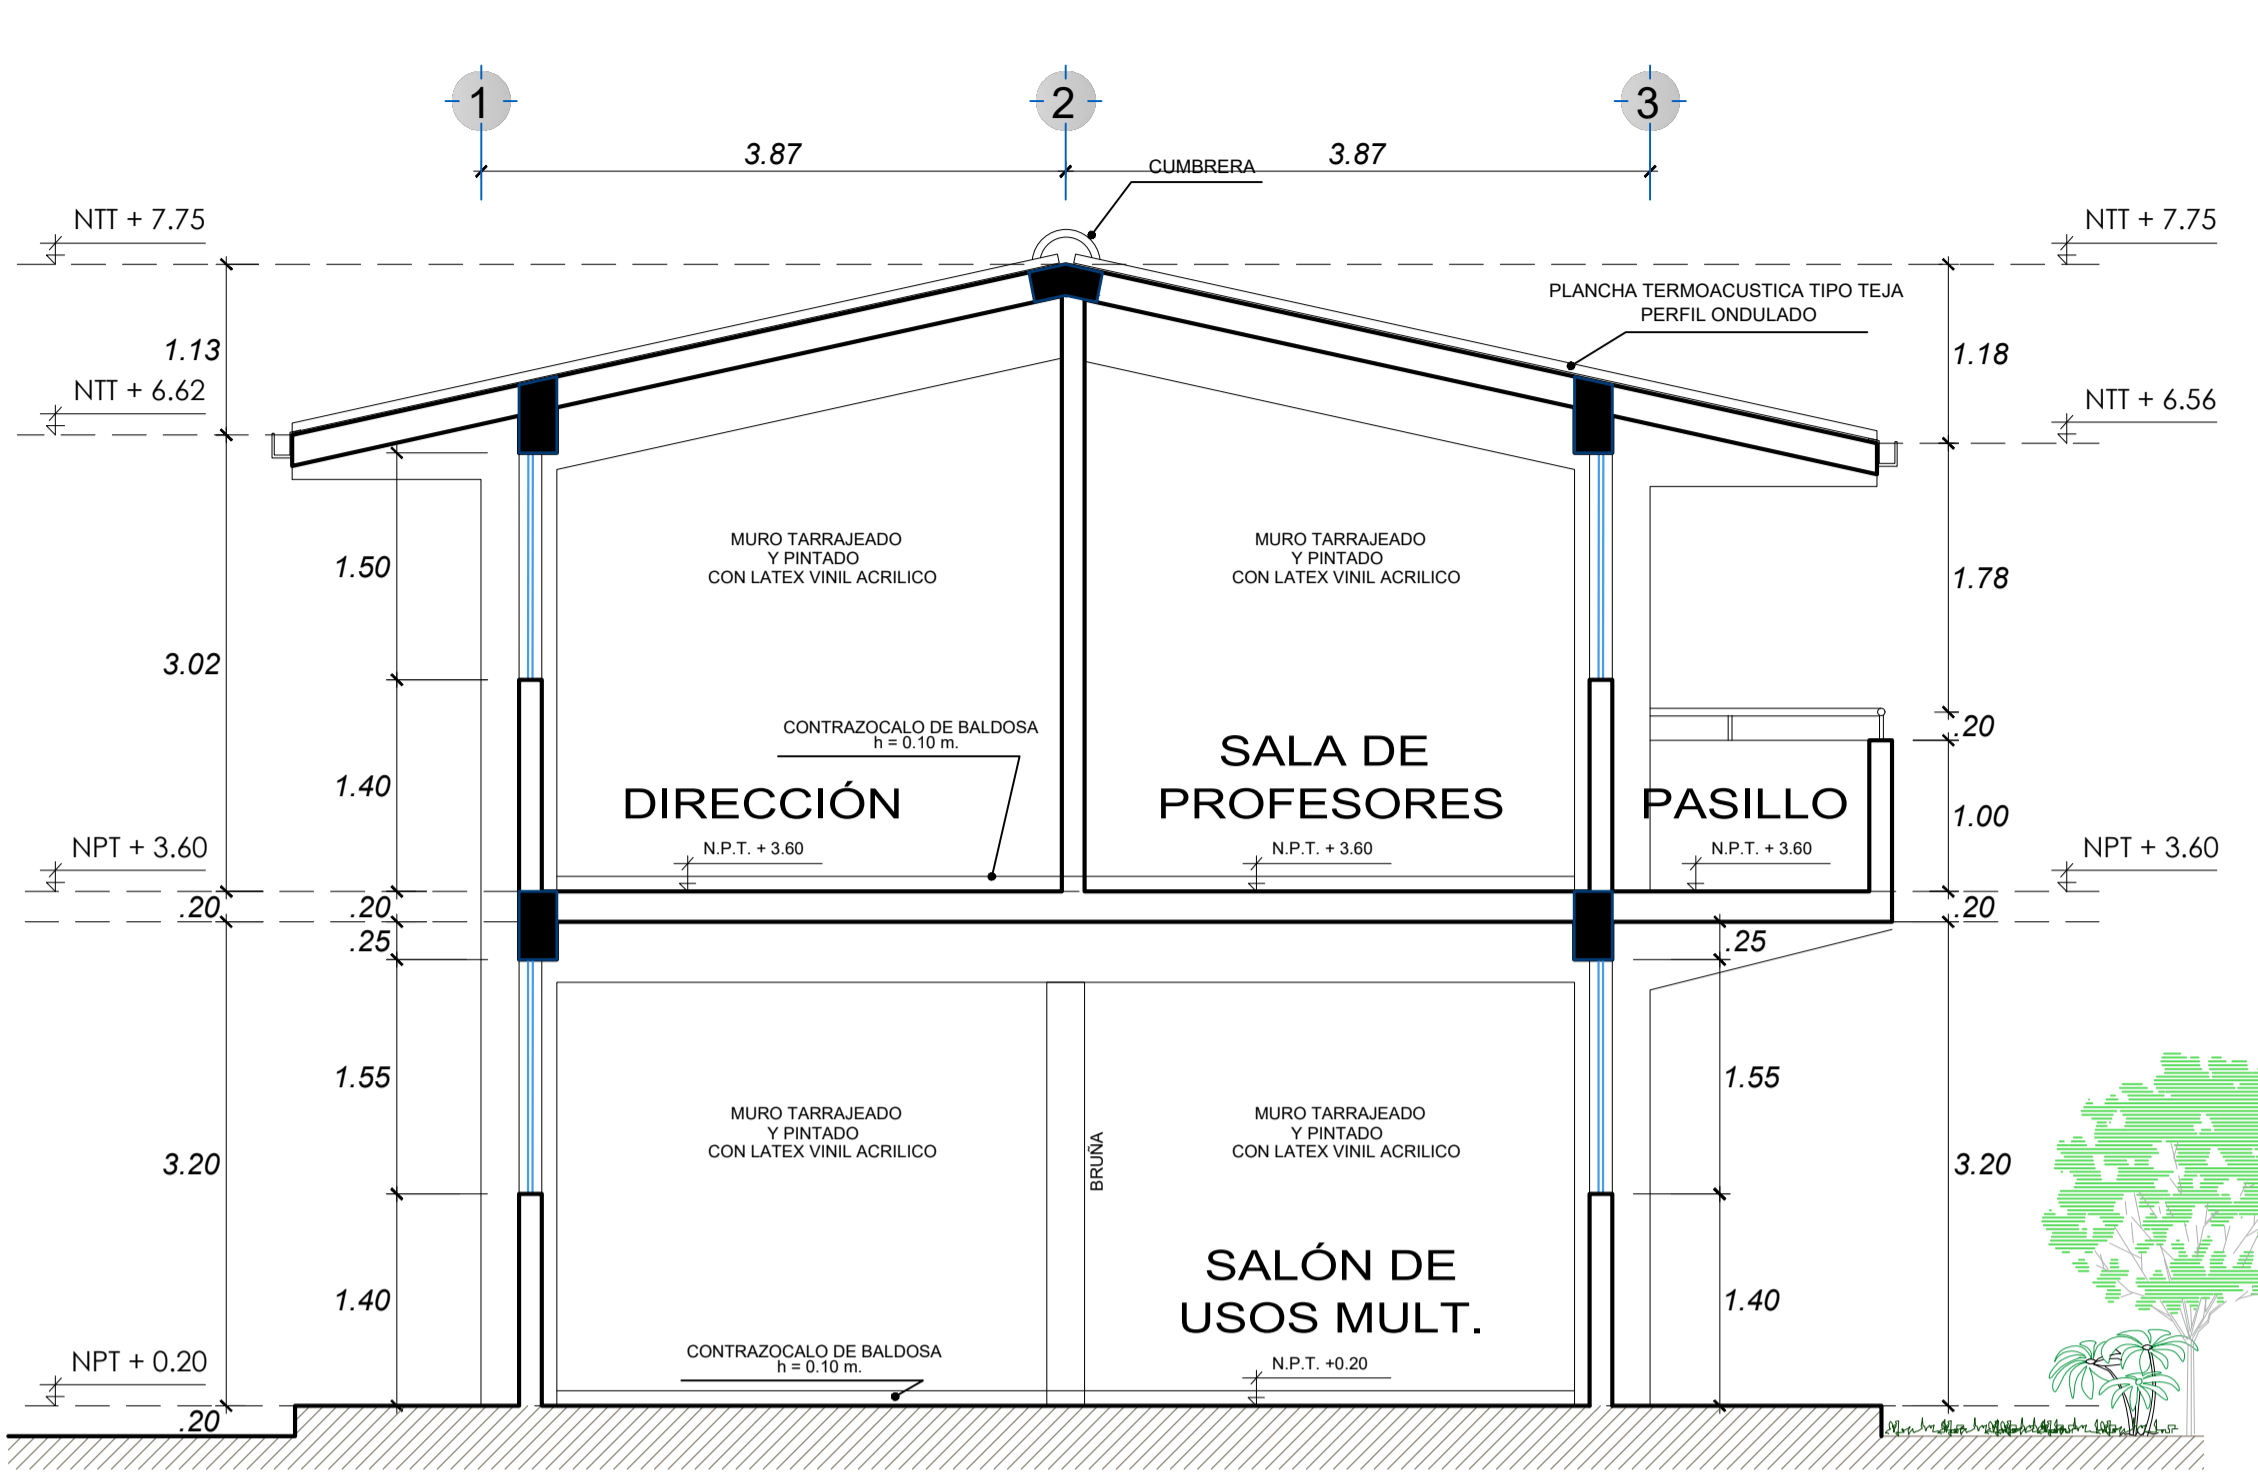 1
2
3
3.87
3.87
CUMBRERA
NTT + 7.75
NTT + 7.75
PLANCHA TERMOACUSTICA TIPO TEJA
PERFIL ONDULADO
1.13
1.18
NTT + 6.62
NTT + 6.56
MURO TARRAJEADO
Y PINTADO
CON LATEX VINIL ACRILICO
MURO TARRAJEADO
Y PINTADO
CON LATEX VINIL ACRILICO
1.50
1.78
3.02
CONTRAZOCALO DE BALDOSA
h = 0.10 m.
.20
SALA DE
PROFESORES
1.40
DIRECCIÓN
PASILLO
1.00
NPT + 3.60
N.P.T. + 3.60
N.P.T. + 3.60
N.P.T. + 3.60
NPT + 3.60
.20
.20
.20
.25
.25
1.55
1.55
MURO TARRAJEADO
Y PINTADO
CON LATEX VINIL ACRILICO
BRUÑA
MURO TARRAJEADO
Y PINTADO
CON LATEX VINIL ACRILICO
3.20
3.20
SALÓN DE
USOS MULT.
1.40
1.40
CONTRAZOCALO DE BALDOSA
h = 0.10 m.
NPT + 0.20
N.P.T. +0.20
.20